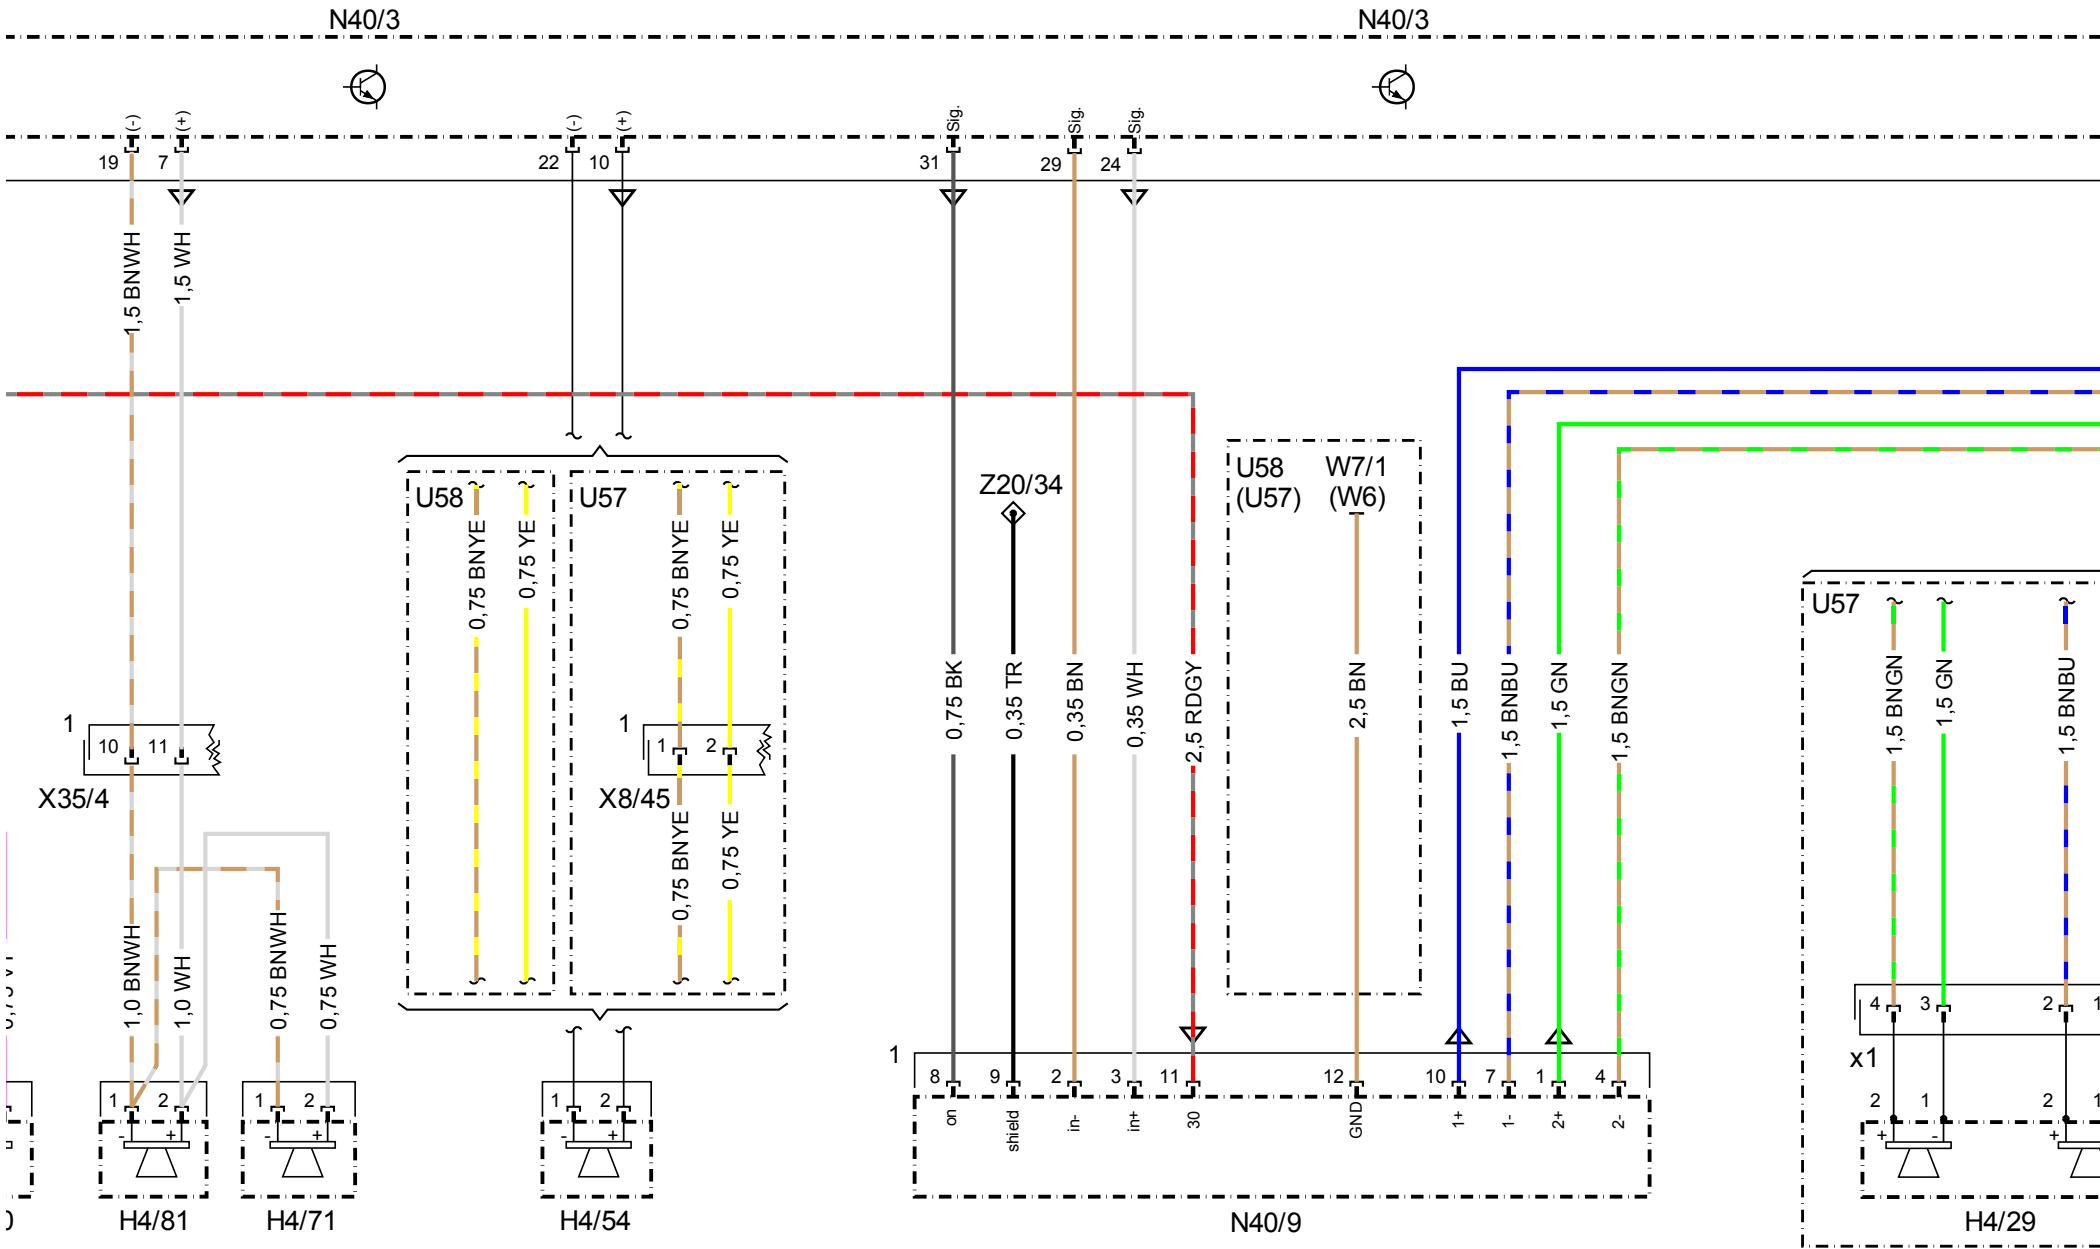 N40/3 N40/3
(-) (+) (-) (+) Sig. Sig. Sig.
19 7 22 10 31 29 24
1,5 BNWH 1,5 WH
U58 U57
0,75 BNYE 0,75 YE 0,75 BNYE 0,75 YE
Z20/34
U58 W7/1
(U57) (W6)
U57
0,75 BK 0,35 TR 0,35 BN 0,35 WH 2,5 RDGY 2,5 BN 1,5 BU 1,5 BNBU 1,5 GN 1,5 BNGN 1,5 BNGN 1,5 GN 1,5 BNBU
1 1
10 11 1 2
X35/4 X8/45
0,75 BNYE 0,75 YE
1,0 BNWH 1,0 WH 0,75 BNWH 0,75 WH
4 3 2 1
1 x1
8 9 2 3 11 12 10 7 1 4
1 2 1 2 1 2 2 1 2 1
on shield in- in+ 30 GND 1+ 1- 2+ 2-
- + - + - + + - +
H4/81 H4/71 H4/54 N40/9 H4/29